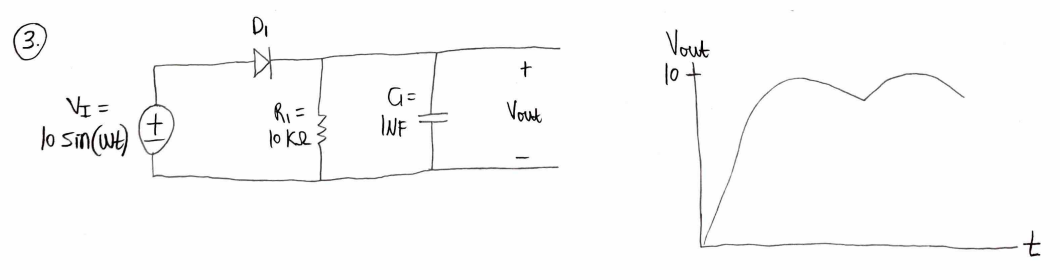 3.
D1
VI =
10 sin(ωt)
R1 =
10 KΩ
C1 =
1NF
+
Vout
−
Vout
10
t